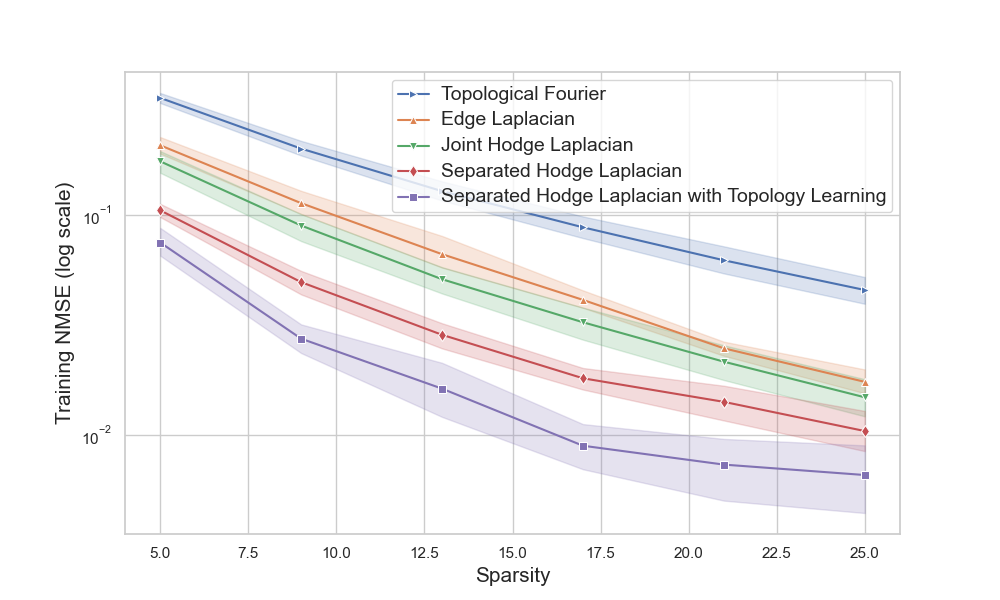 Topological Fourier
Edge Laplacian
Joint Hodge Laplacian
Separated Hodge Laplacian
Separated Hodge Laplacian with Topology Learning
Training NMSE (log scale)
10⁻¹
10⁻²
5.0 7.5 10.0 12.5 15.0 17.5 20.0 22.5 25.0
Sparsity